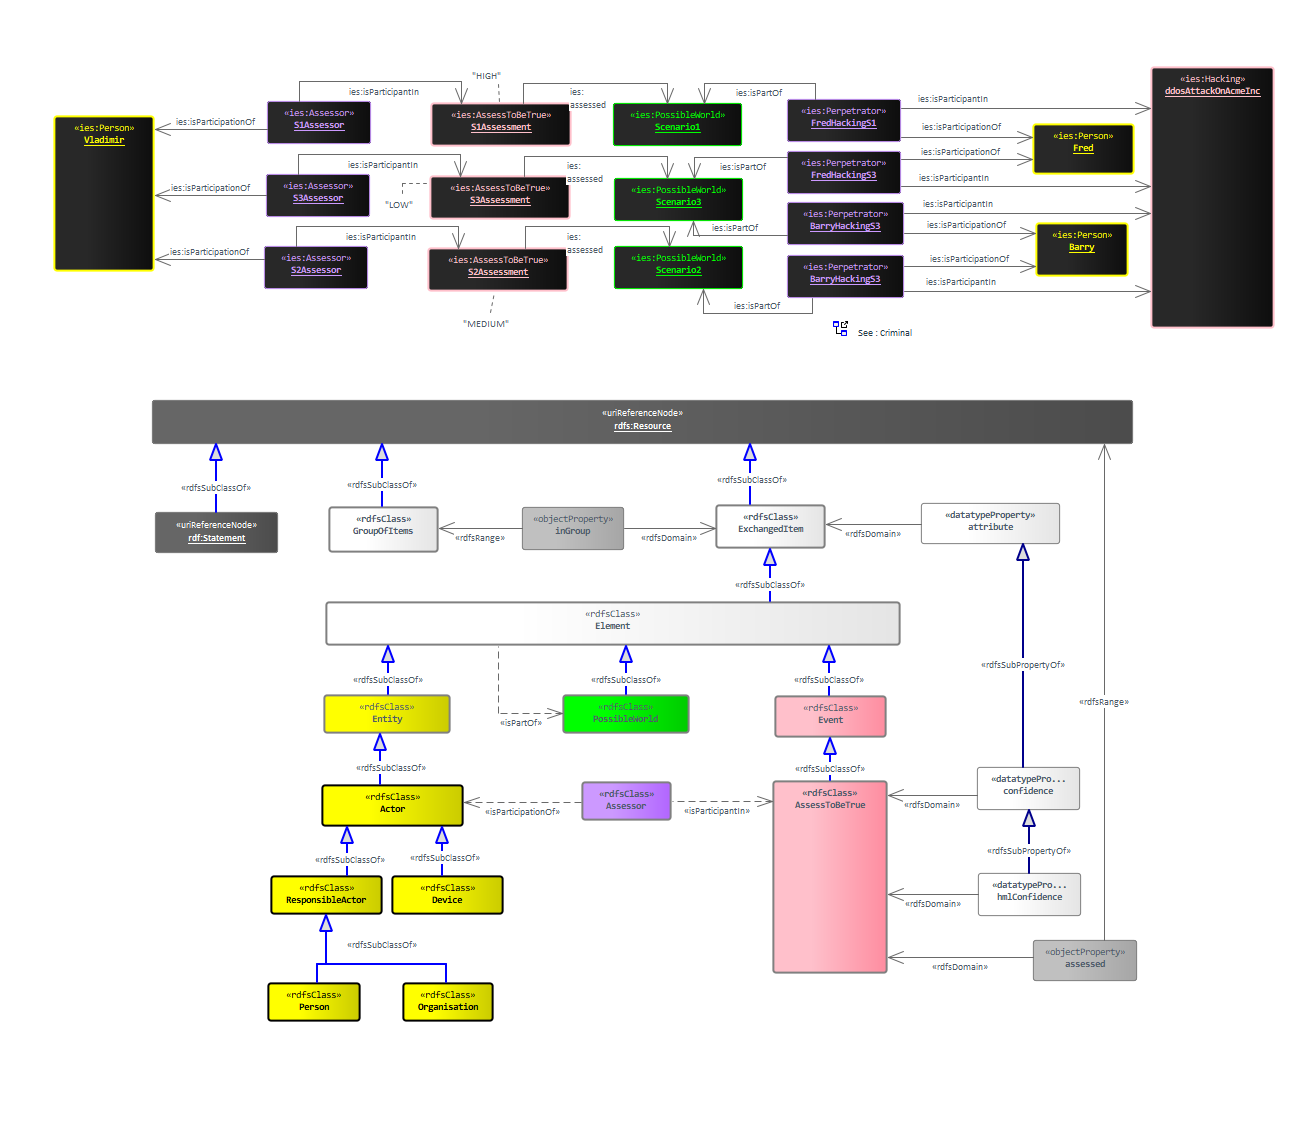 "HIGH"
ies:isParticipantIn
ies:
assessed
ies:isPartOf
«ies:Person»
Vladimir
ies:isParticipationOf
«ies:Assessor»
S1Assessor
«ies:AssessToBeTrue»
S1Assessment
«ies:PossibleWorld»
Scenario1
«ies:Perpetrator»
FredHackingS1
ies:isParticipantIn
ies:isParticipationOf
«ies:Hacking»
ddosAttackOnAcmeInc
«ies:Person»
Fred
ies:isParticipantIn
ies:
assessed
ies:isPartOf
ies:isParticipationOf
«ies:Assessor»
S3Assessor
"LOW"
«ies:AssessToBeTrue»
S3Assessment
«ies:PossibleWorld»
Scenario3
«ies:Perpetrator»
FredHackingS3
ies:isParticipationOf
ies:isParticipantIn
ies:isPartOf
«ies:Perpetrator»
BarryHackingS3
ies:isParticipantIn
ies:isParticipationOf
«ies:Person»
Barry
ies:isParticipantIn
ies:
assessed
ies:isParticipationOf
«ies:Assessor»
S2Assessor
«ies:AssessToBeTrue»
S2Assessment
«ies:PossibleWorld»
Scenario2
«ies:Perpetrator»
BarryHackingS3
ies:isParticipationOf
ies:isParticipantIn
ies:isPartOf
"MEDIUM"
See : Criminal
«uriReferenceNode»
rdfs:Resource
«rdfsSubClassOf»
«rdfsSubClassOf»
«rdfsSubClassOf»
«uriReferenceNode»
rdf:Statement
«rdfsClass»
GroupOfItems
«rdfsRange»
«objectProperty»
inGroup
«rdfsDomain»
«rdfsClass»
ExchangedItem
«rdfsDomain»
«datatypeProperty»
attribute
«rdfsSubClassOf»
«rdfsClass»
Element
«rdfsSubClassOf»
«rdfsSubClassOf»
«rdfsSubClassOf»
«rdfsSubPropertyOf»
«rdfsRange»
«rdfsClass»
Entity
«isPartOf»
«rdfsClass»
PossibleWorld
«rdfsClass»
Event
«rdfsSubClassOf»
«rdfsSubClassOf»
«rdfsClass»
Actor
«isParticipationOf»
«rdfsClass»
Assessor
«isParticipantIn»
«rdfsClass»
AssessToBeTrue
«rdfsDomain»
«datatypePro...
confidence
«rdfsSubClassOf»
«rdfsSubClassOf»
«rdfsSubPropertyOf»
«rdfsClass»
ResponsibleActor
«rdfsClass»
Device
«rdfsDomain»
«datatypePro...
hmlConfidence
«rdfsSubClassOf»
«rdfsDomain»
«objectProperty»
assessed
«rdfsClass»
Person
«rdfsClass»
Organisation